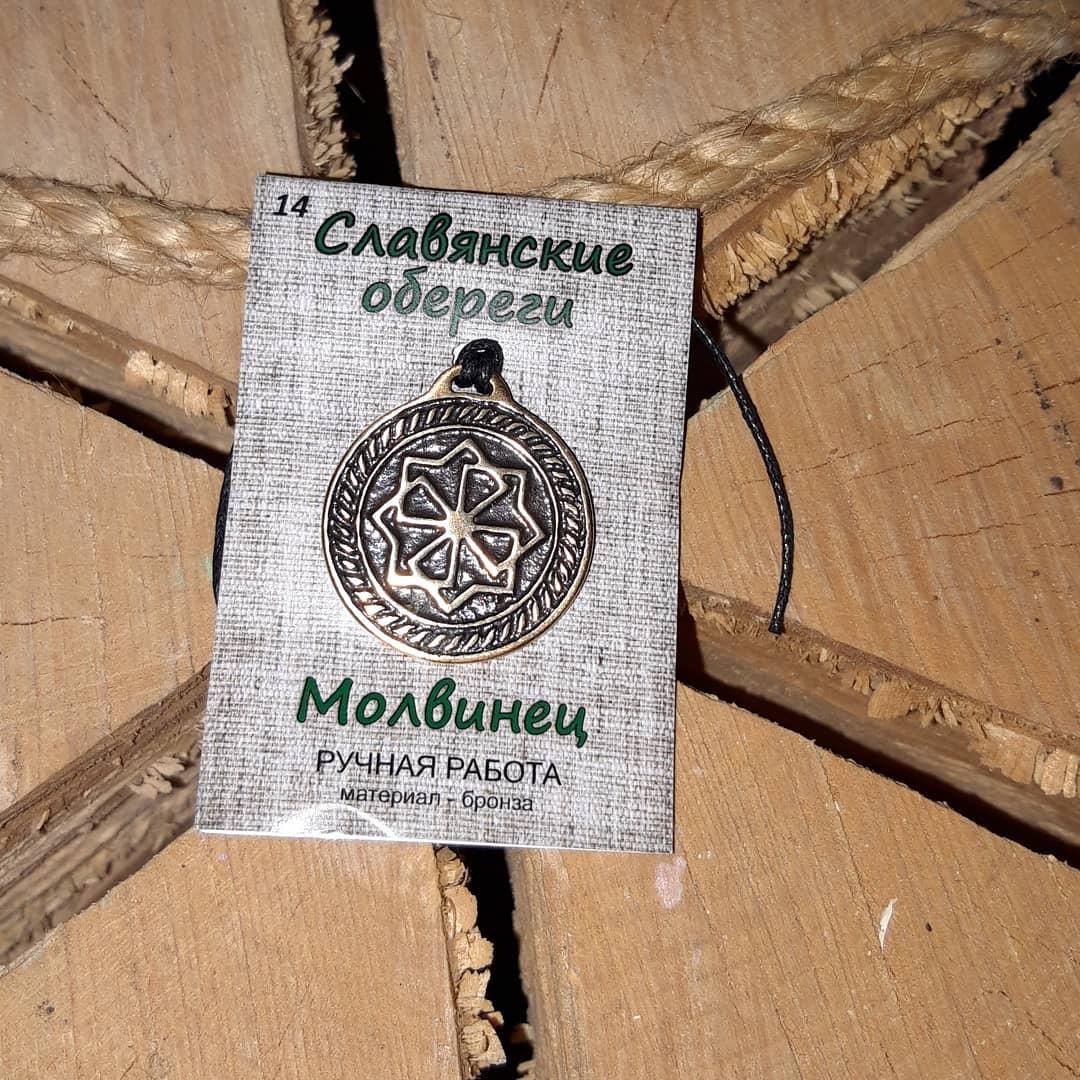 14
Славянские
обереги
Молвинец
РУЧНАЯ РАБОТА
материал - бронза